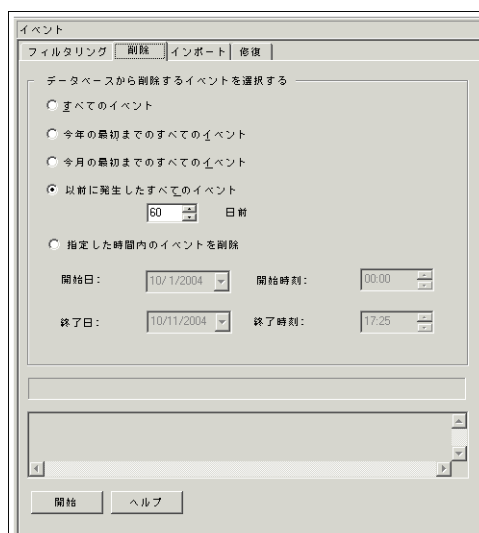 イベント
フィルタリング 削除 インポート 修復
データベースから削除するイベントを選択する
すべてのイベント
今年の最初までのすべてのイベント
今月の最初までのすべてのイベント
以前に発生したすべてのイベント
60 日前
指定した時間内のイベントを削除
開始日: 10/ 1/2004 開始時刻: 00:00
終了日: 10/11/2004 終了時刻: 17:25
開始 ヘルプ